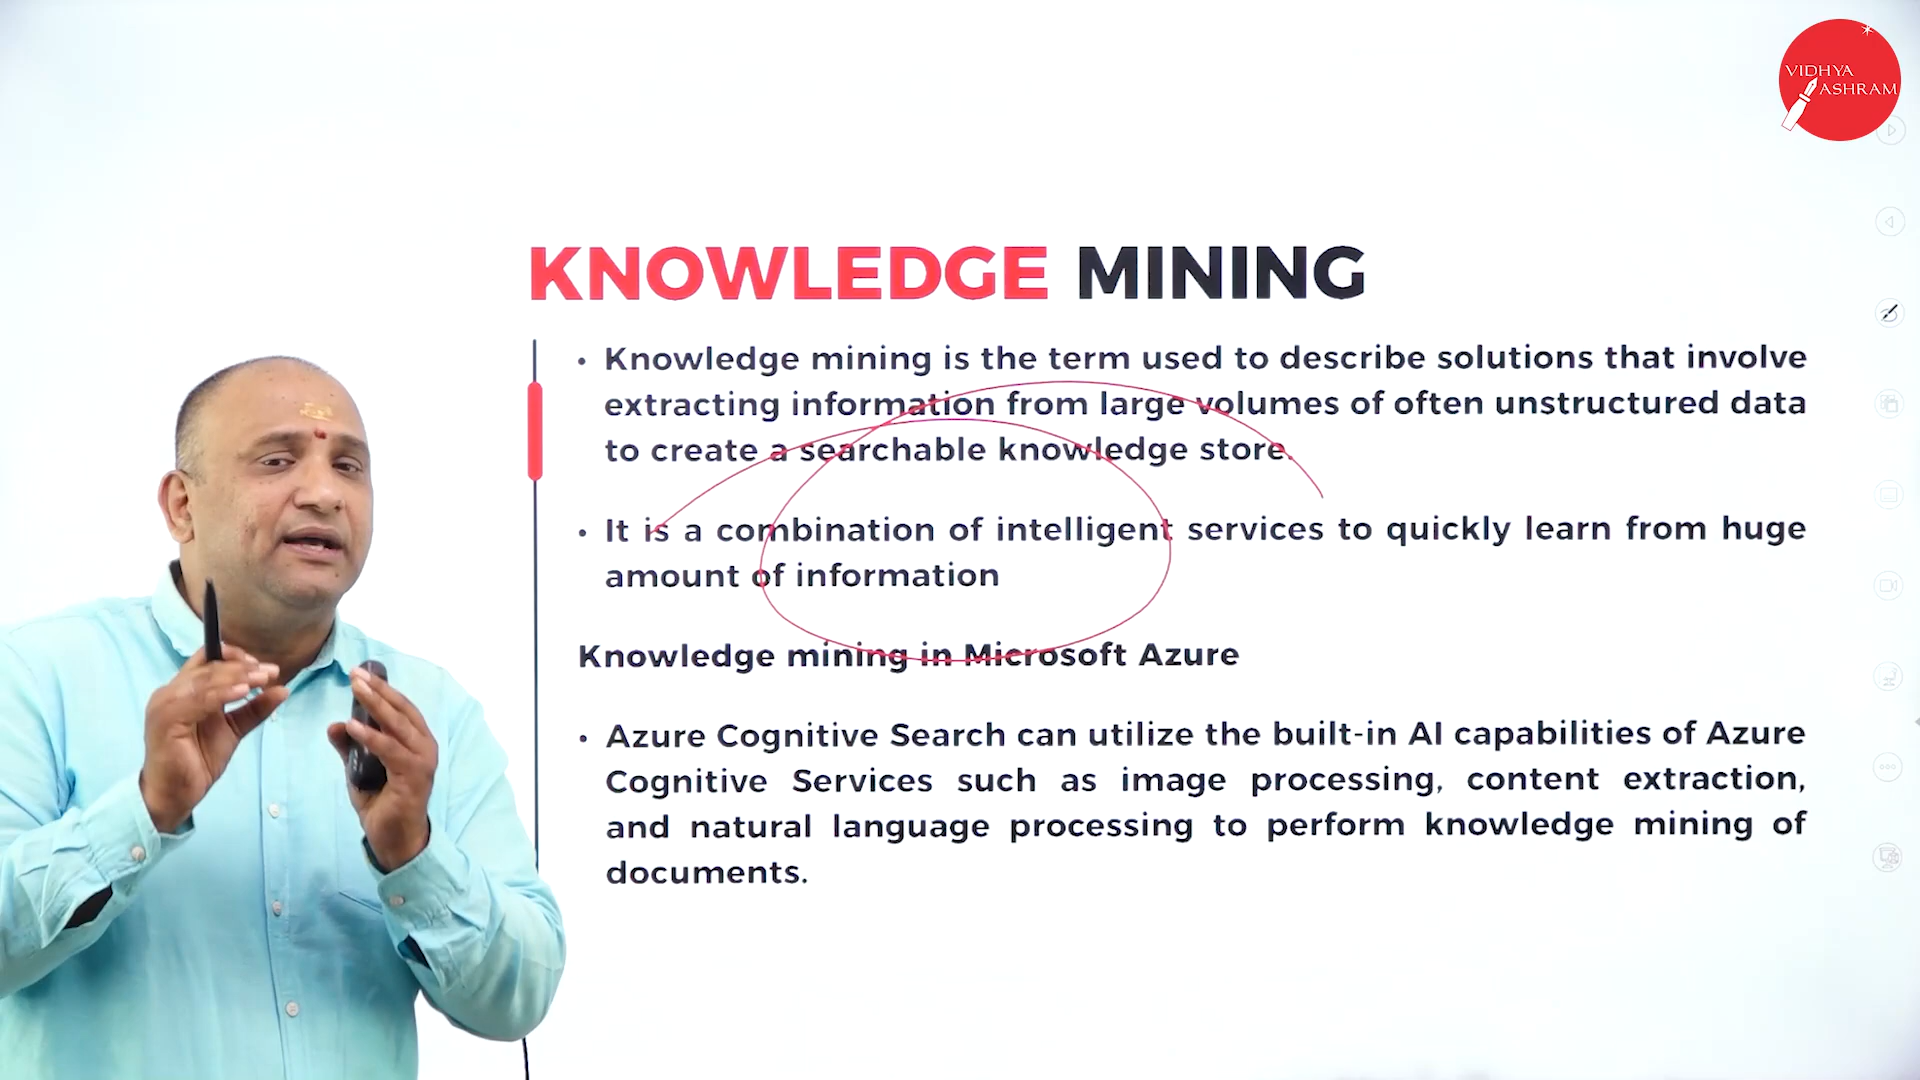 VIDHYA
ASHRAM
KNOWLEDGE MINING
• Knowledge mining is the term used to describe solutions that involve
extracting information from large volumes of often unstructured data
to create a searchable knowledge store.
• It is a combination of intelligent services to quickly learn from huge
amount of information
Knowledge mining in Microsoft Azure
• Azure Cognitive Search can utilize the built-in AI capabilities of Azure
Cognitive Services such as image processing, content extraction,
and natural language processing to perform knowledge mining of
documents.